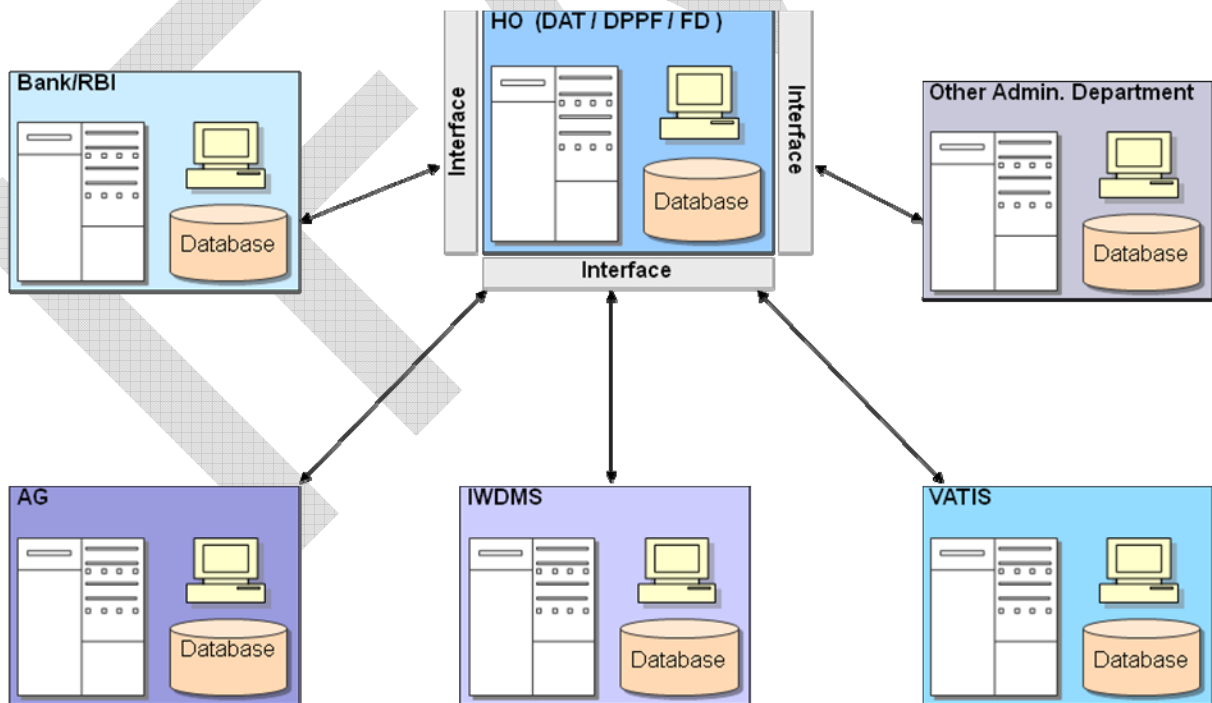 HO (DAT / DPPF / FD )
Bank/RBI
Other Admin. Department
Interface
Interface
Database
Database
Database
Interface
AG
IWDMS
VATIS
Database
Database
Database